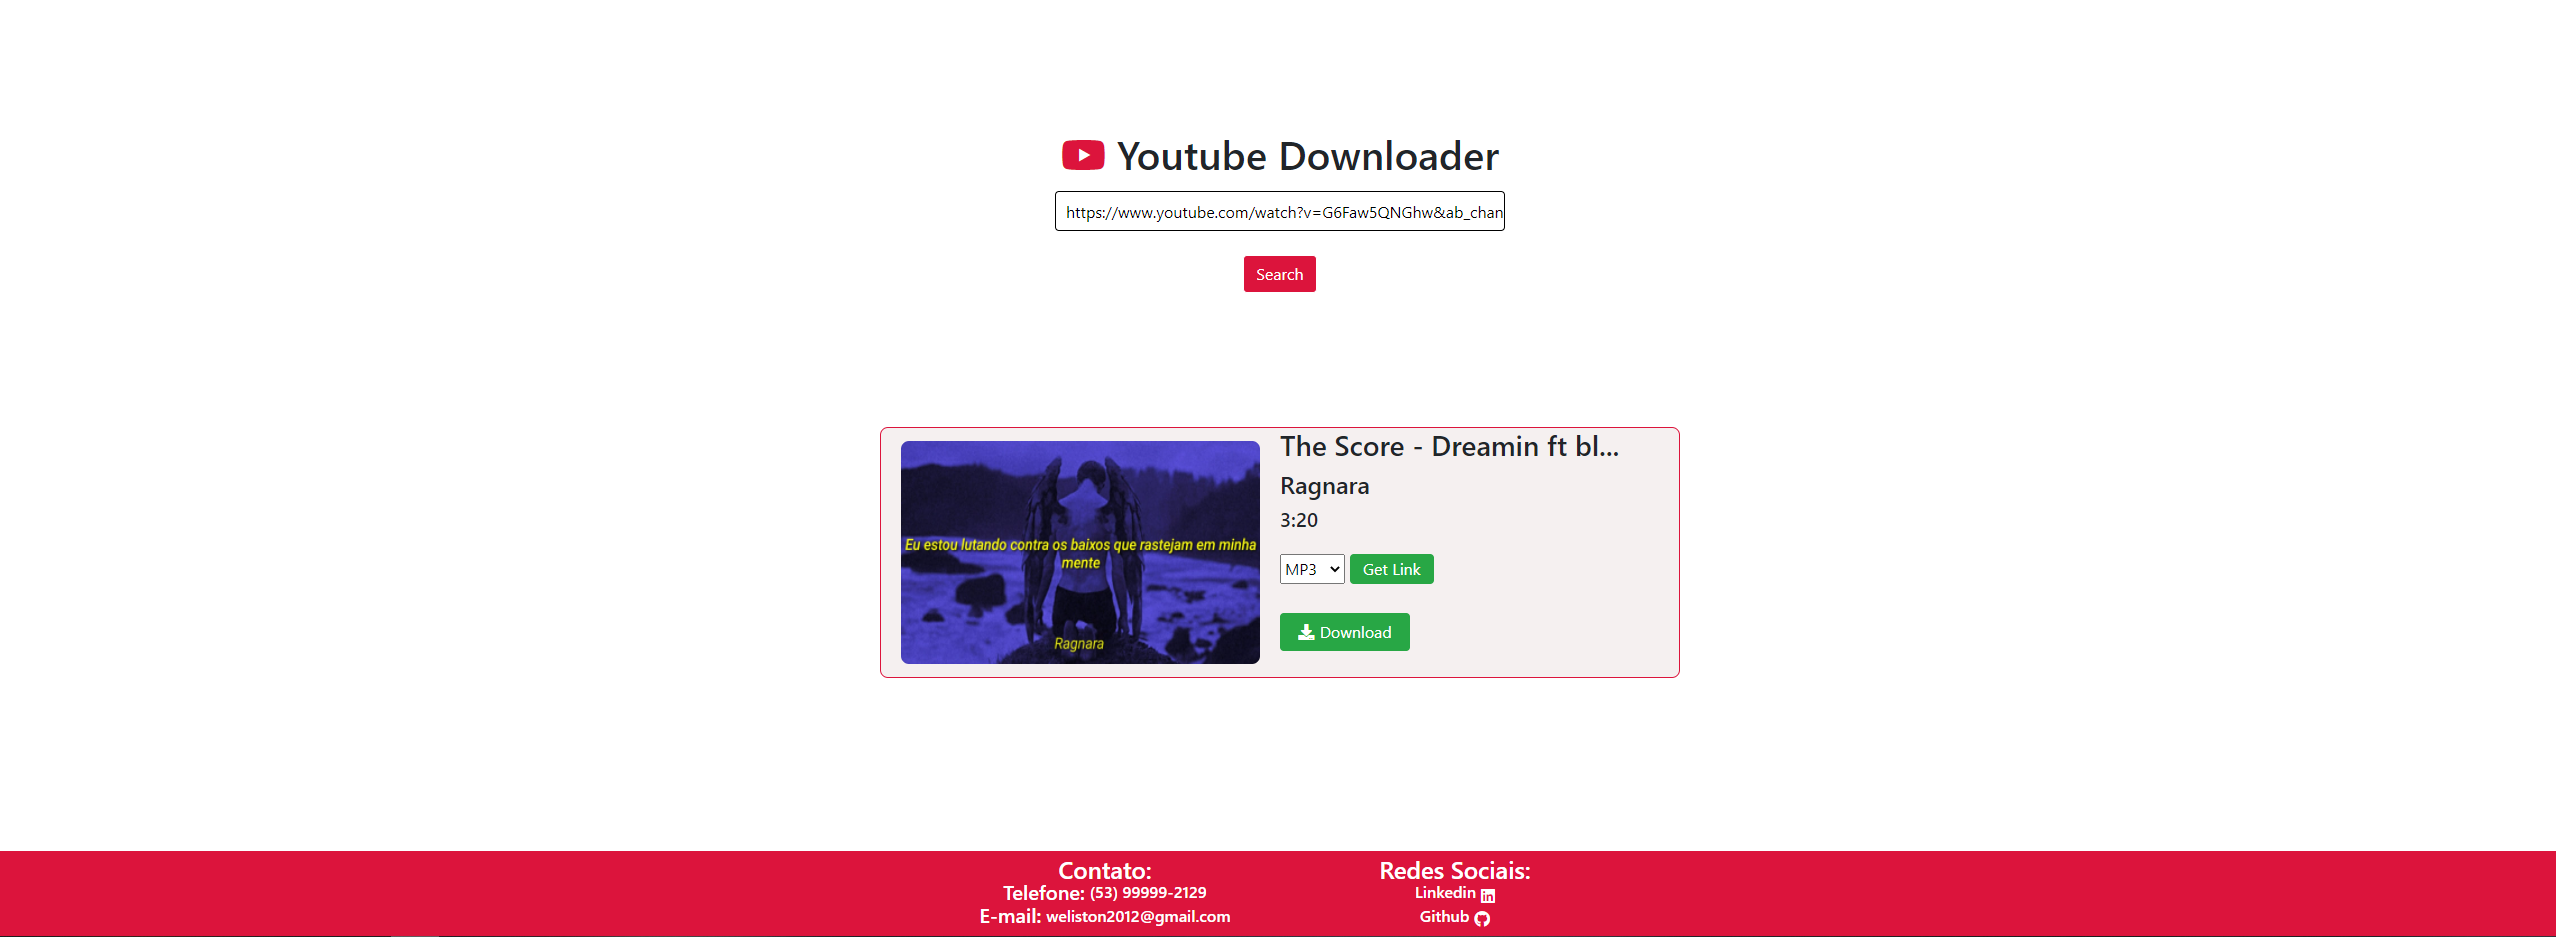 Youtube Downloader
https://www.youtube.com/watch?v=G6Faw5QNGhw&ab_chan
Search
The Score - Dreamin ft bl...
Ragnara
3:20
MP3
Get Link
Download
Eu estou lutando contra os baixos que rastejam em minha
mente
Ragnara
Contato:
Telefone: (53) 99999-2129
E-mail: weliston2012@gmail.com
Redes Sociais:
Linkedin
Github